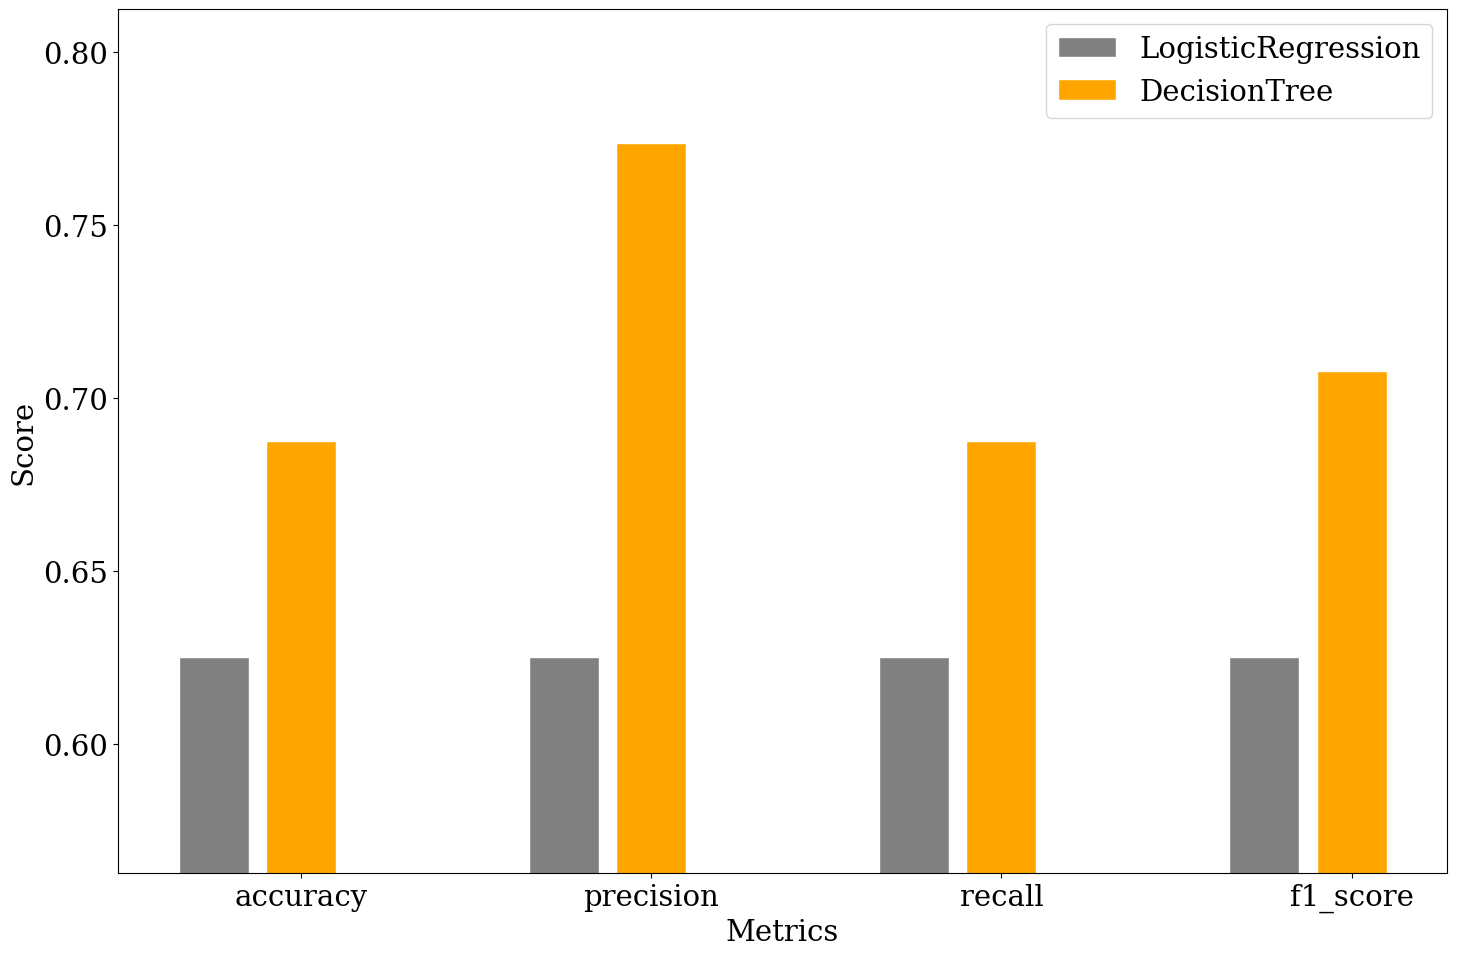 0.80
0.75
0.70
0.65
0.60
Score
LogisticRegression
DecisionTree
accuracy precision recall f1_score
Metrics